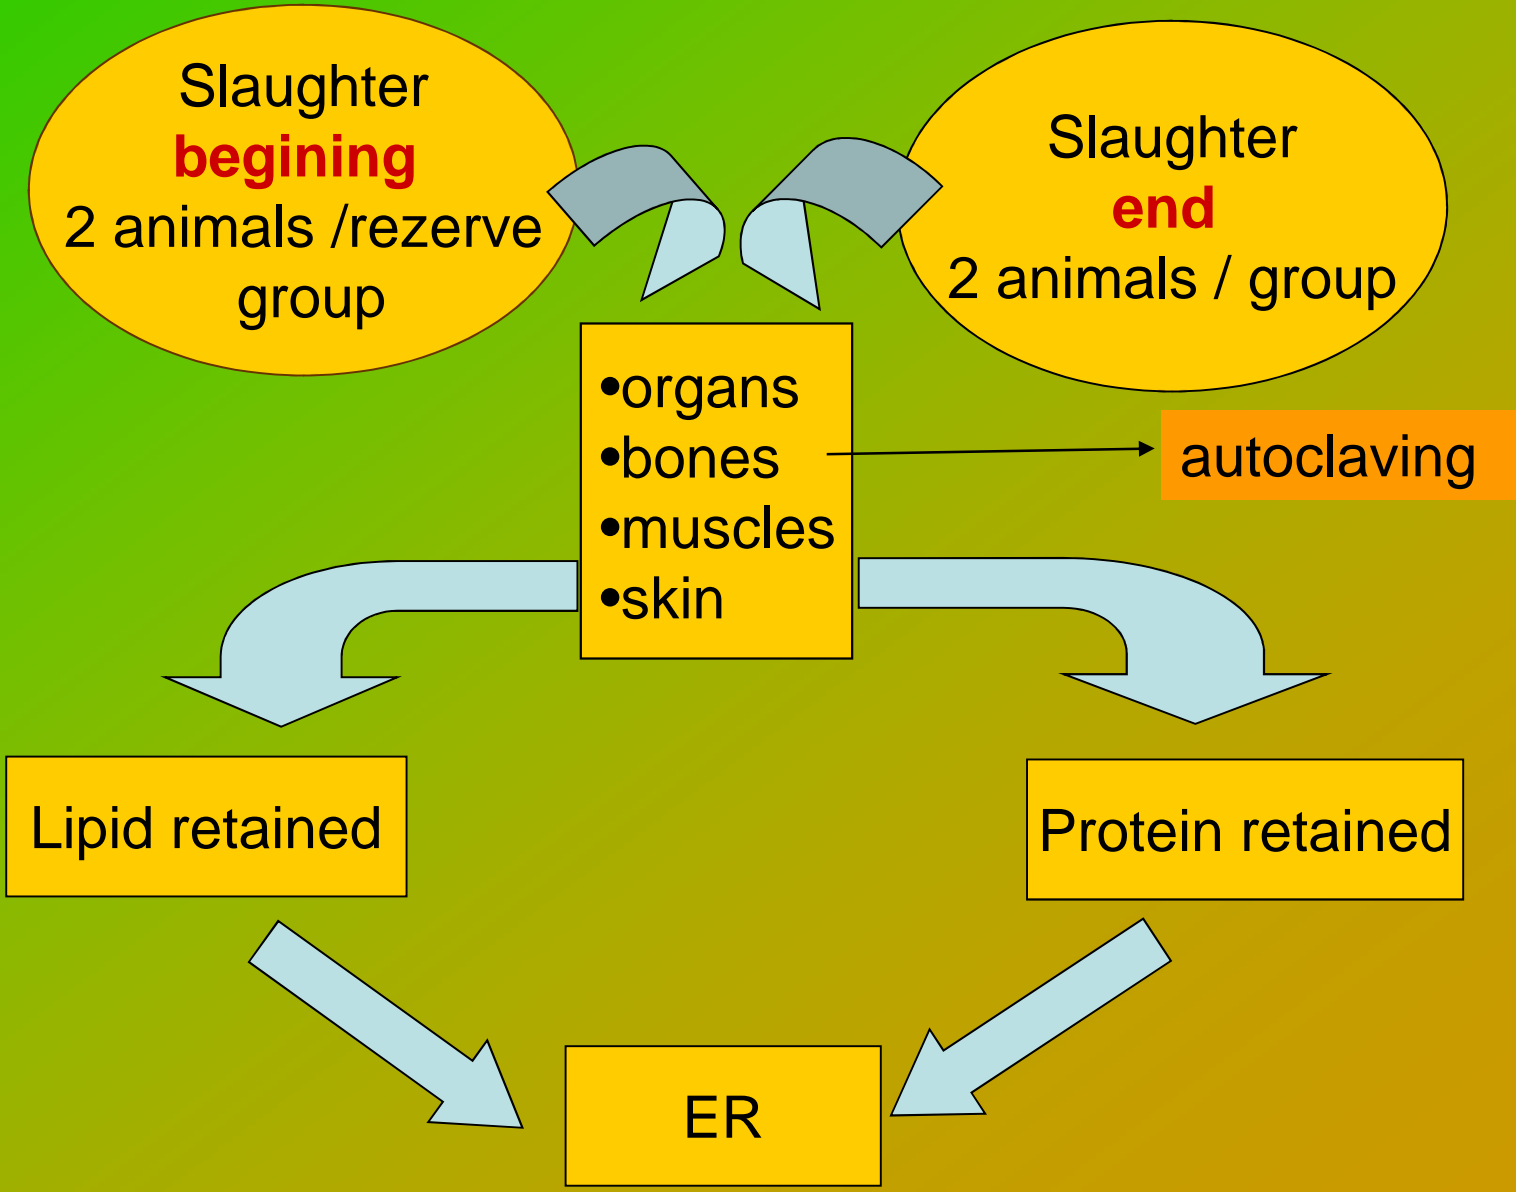 Slaughter
begining
2 animals /rezerve
group
Slaughter
end
2 animals / group
•organs
•bones
•muscles
•skin
autoclaving
Lipid retained
Protein retained
ER